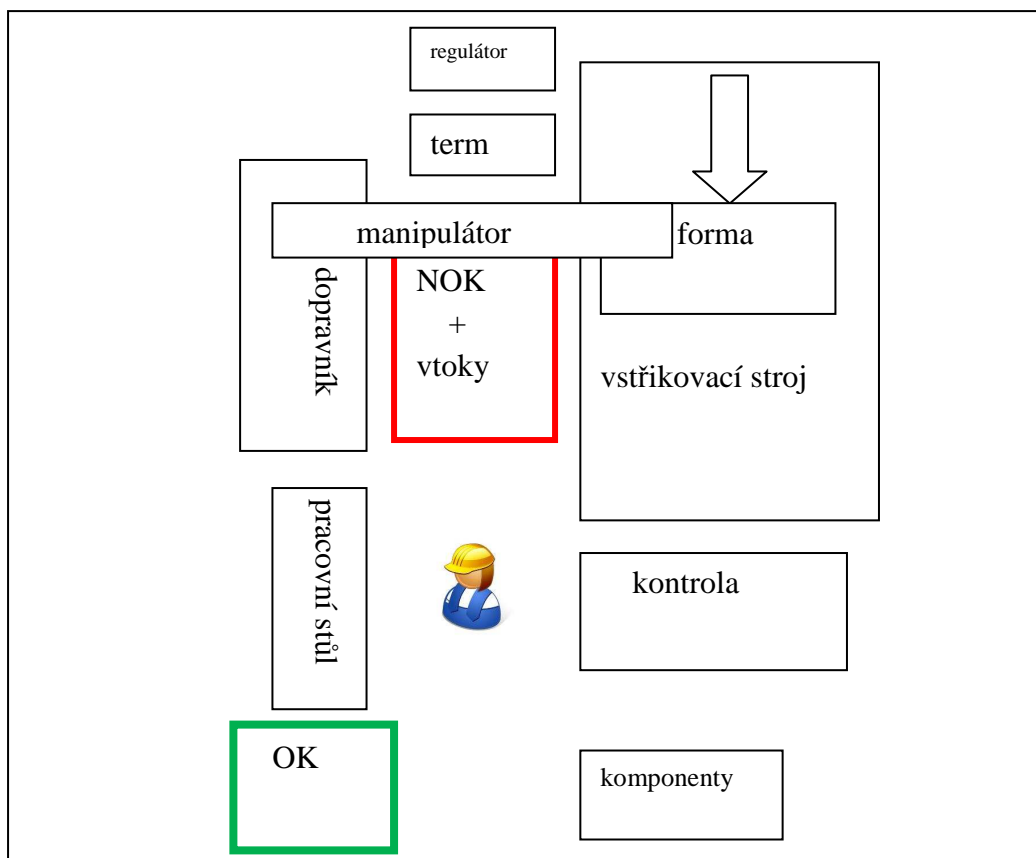 regulátor
term
manipulátor
forma
dopravník
NOK
+
vtoky
vstřikovací stroj
pracovní stůl
kontrola
OK
komponenty